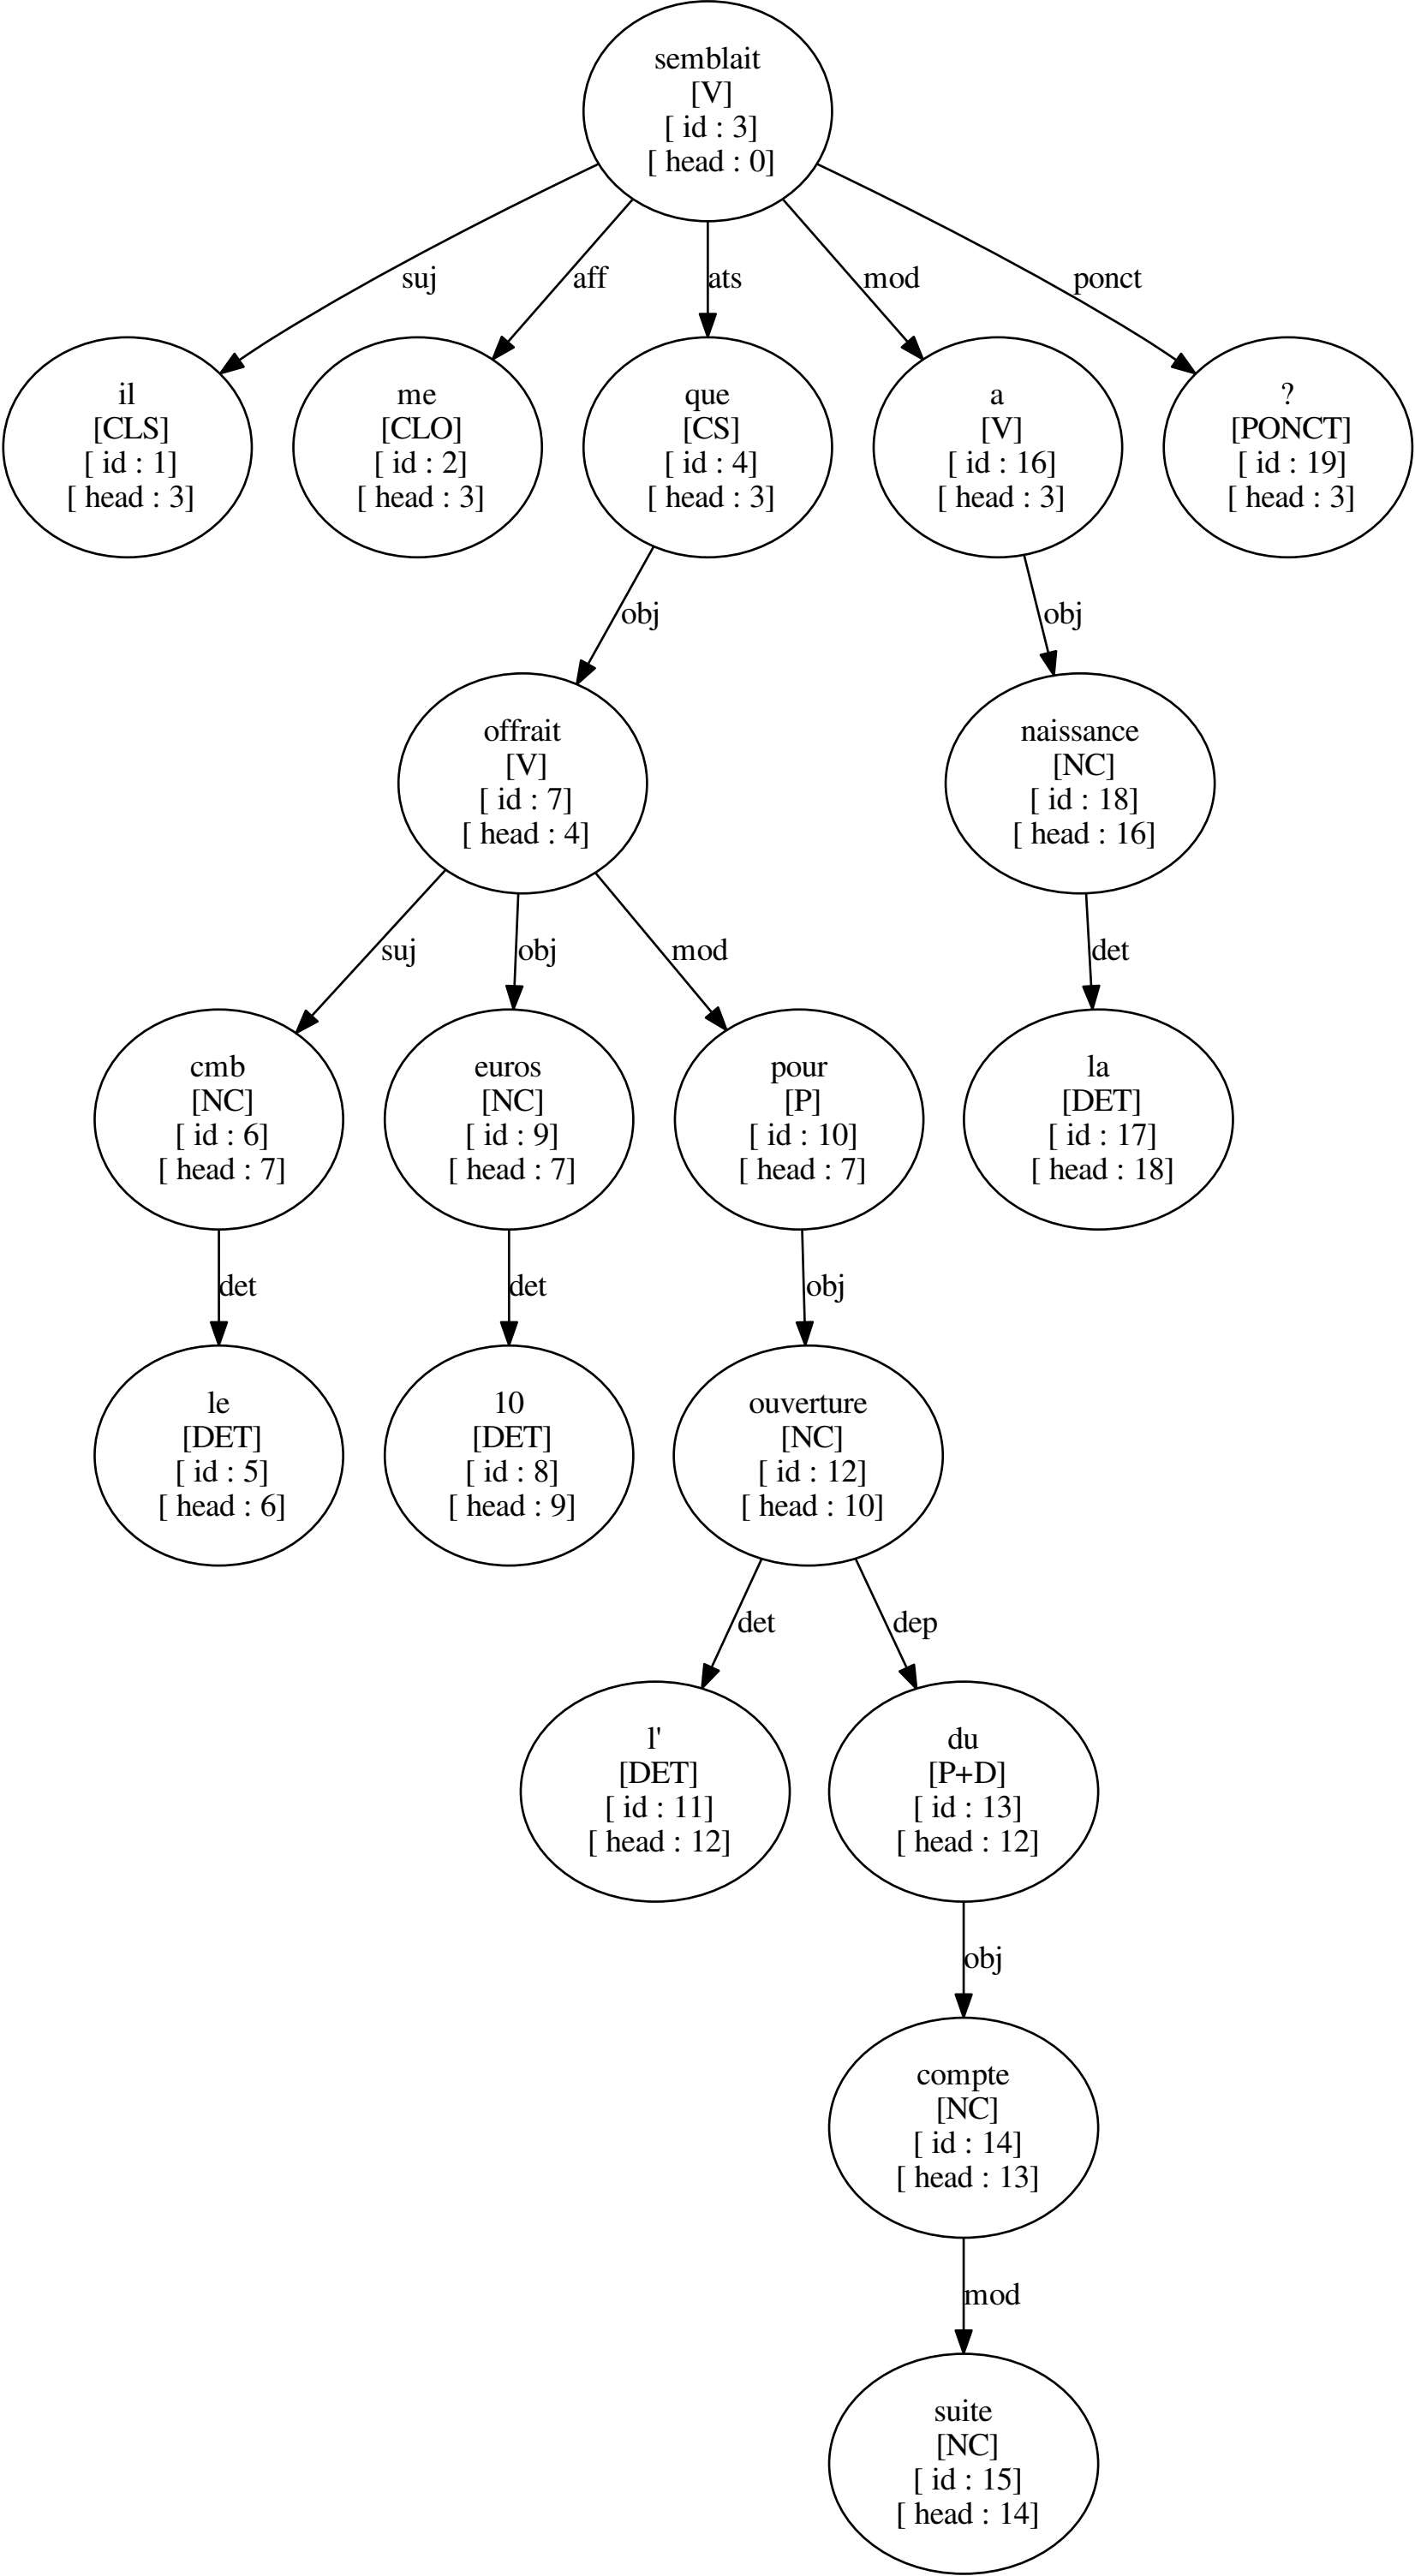 semblait
[V]
[ id : 3]
[ head : 0]
suj
aff
ats
mod
ponct
il
[CLS]
[ id : 1]
[ head : 3]
me
[CLO]
[ id : 2]
[ head : 3]
que
[CS]
[ id : 4]
[ head : 3]
a
[V]
[ id : 16]
[ head : 3]
?
[PONCT]
[ id : 19]
[ head : 3]
obj
obj
offrait
[V]
[ id : 7]
[ head : 4]
naissance
[NC]
[ id : 18]
[ head : 16]
suj
obj
mod
det
cmb
[NC]
[ id : 6]
[ head : 7]
euros
[NC]
[ id : 9]
[ head : 7]
pour
[P]
[ id : 10]
[ head : 7]
la
[DET]
[ id : 17]
[ head : 18]
det
det
obj
le
[DET]
[ id : 5]
[ head : 6]
10
[DET]
[ id : 8]
[ head : 9]
ouverture
[NC]
[ id : 12]
[ head : 10]
det
dep
l'
[DET]
[ id : 11]
[ head : 12]
du
[P+D]
[ id : 13]
[ head : 12]
obj
compte
[NC]
[ id : 14]
[ head : 13]
mod
suite
[NC]
[ id : 15]
[ head : 14]